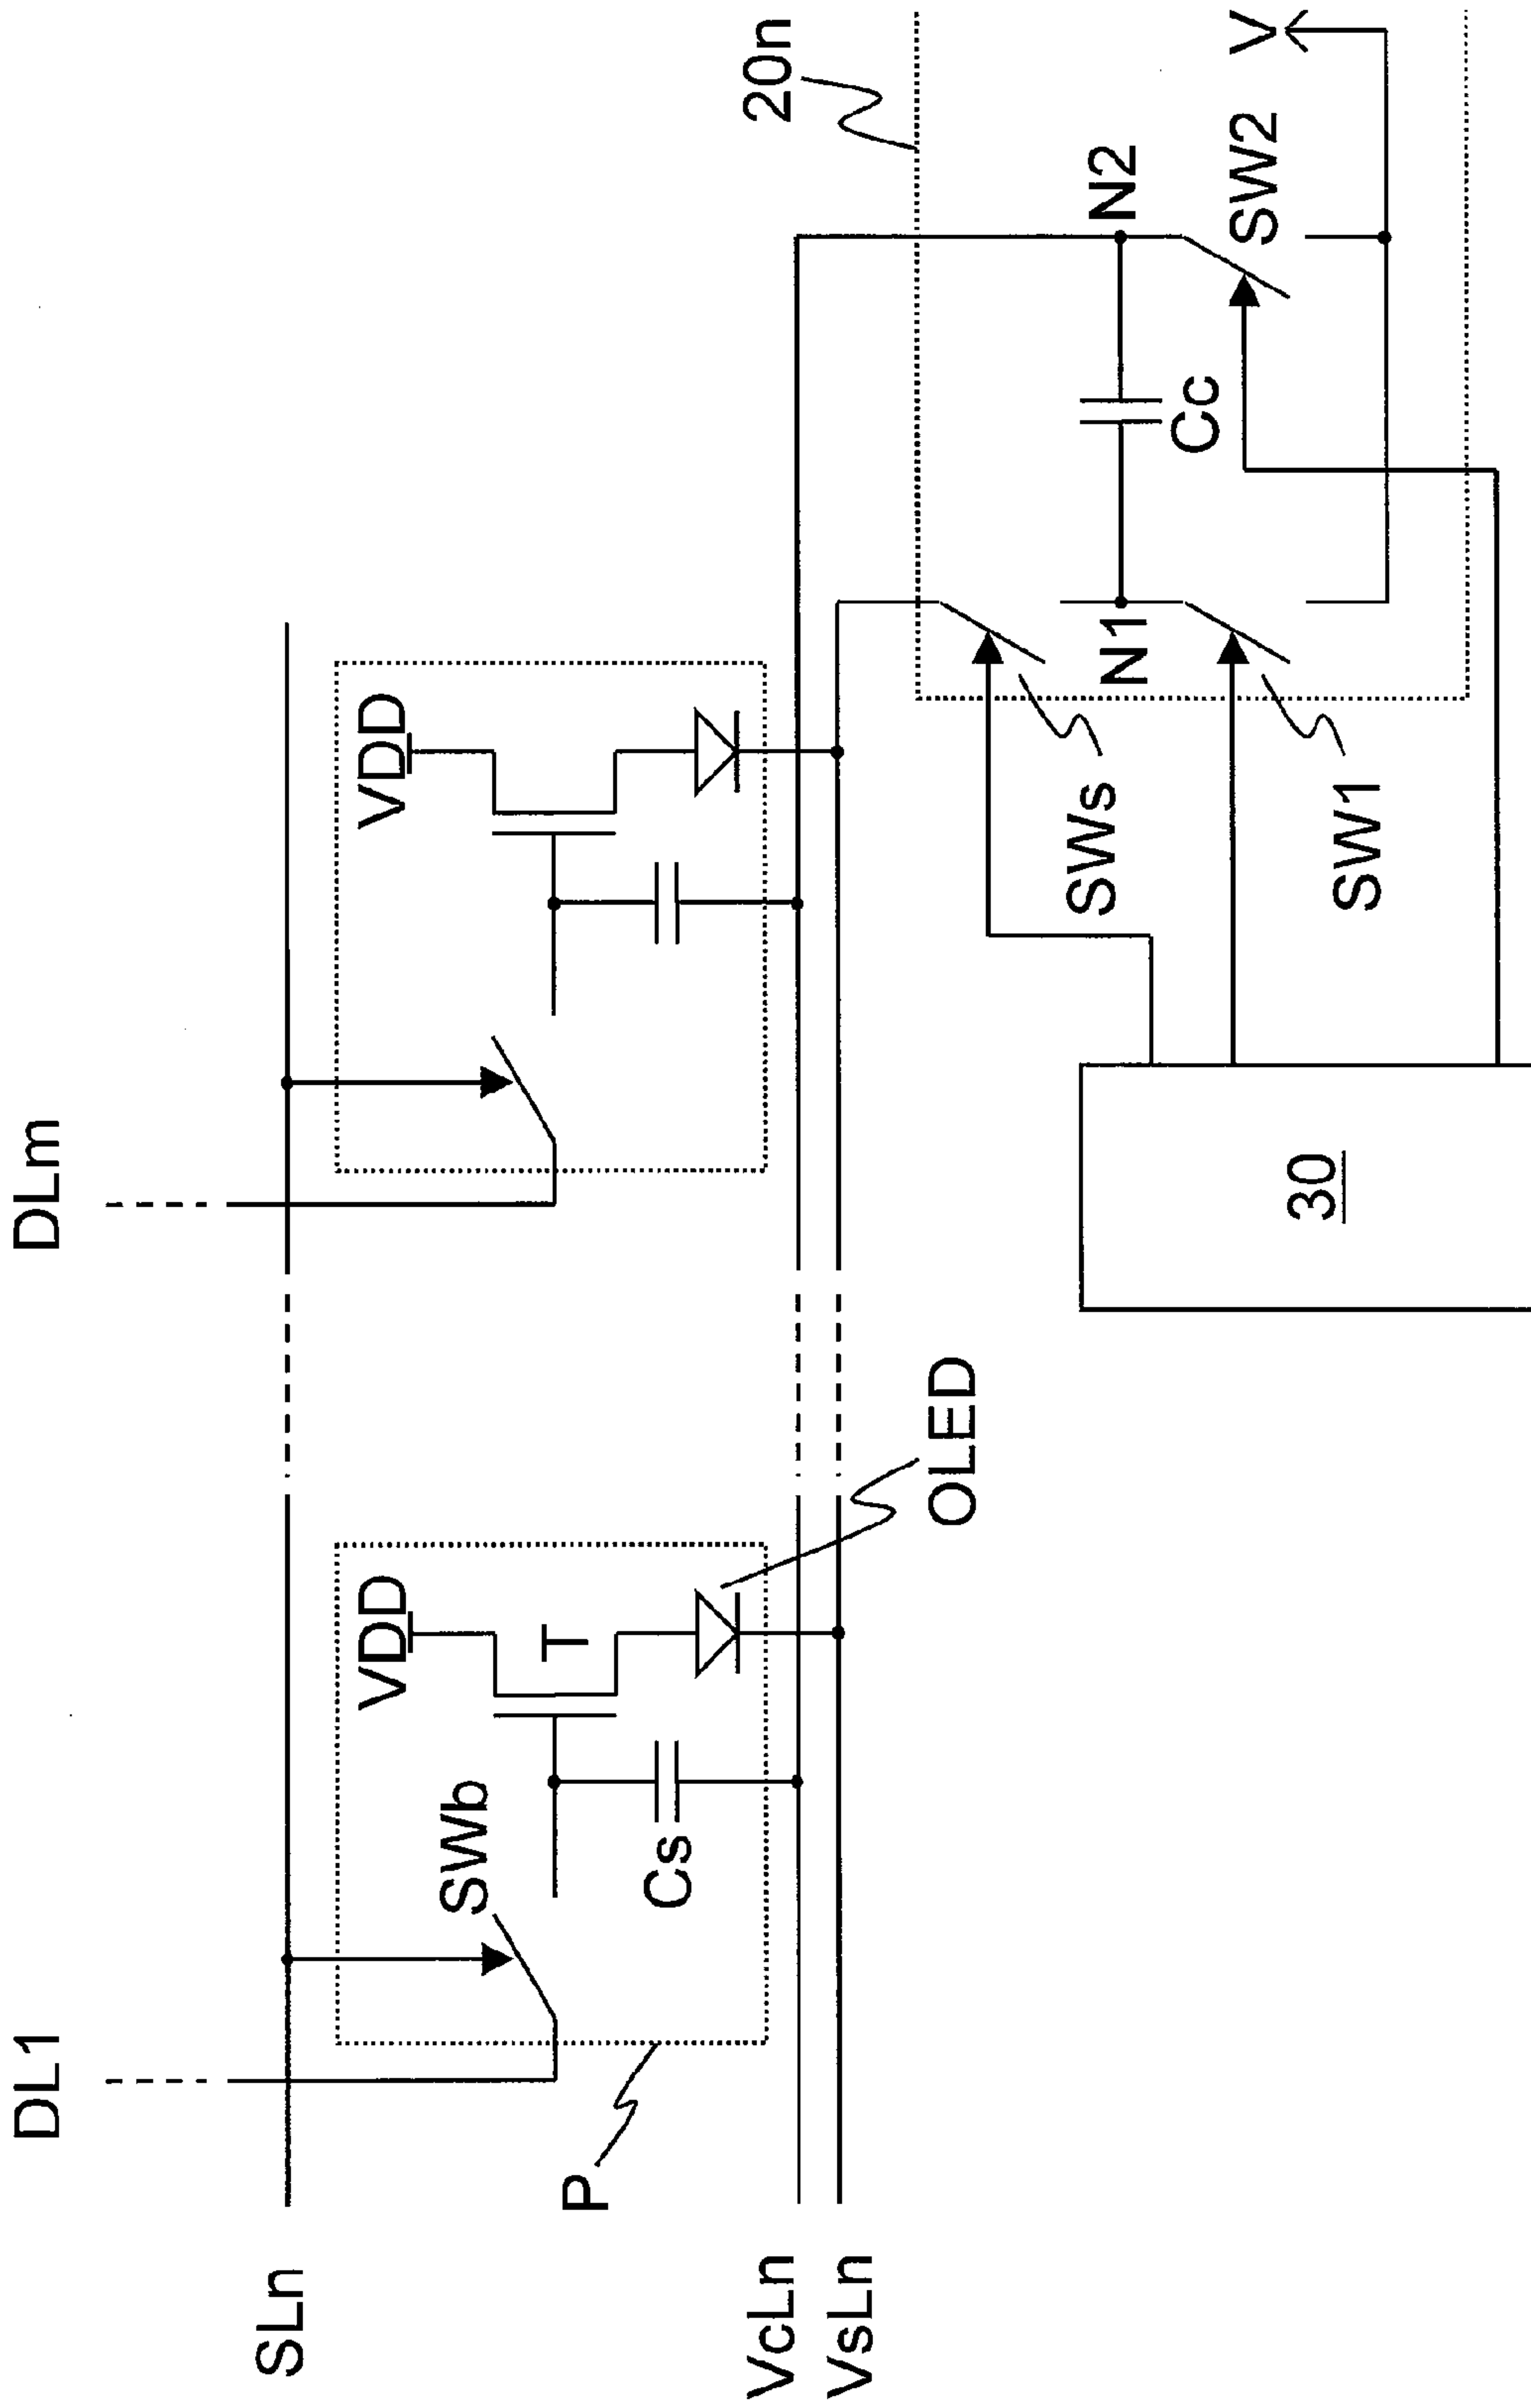 DL1
DLm
SLn
VDD
VDD
SWb
T
Cs
P
VcLn
VsLn
OLED
20n
N2
Cc
N1
SWs
SW1
SW2
V
30